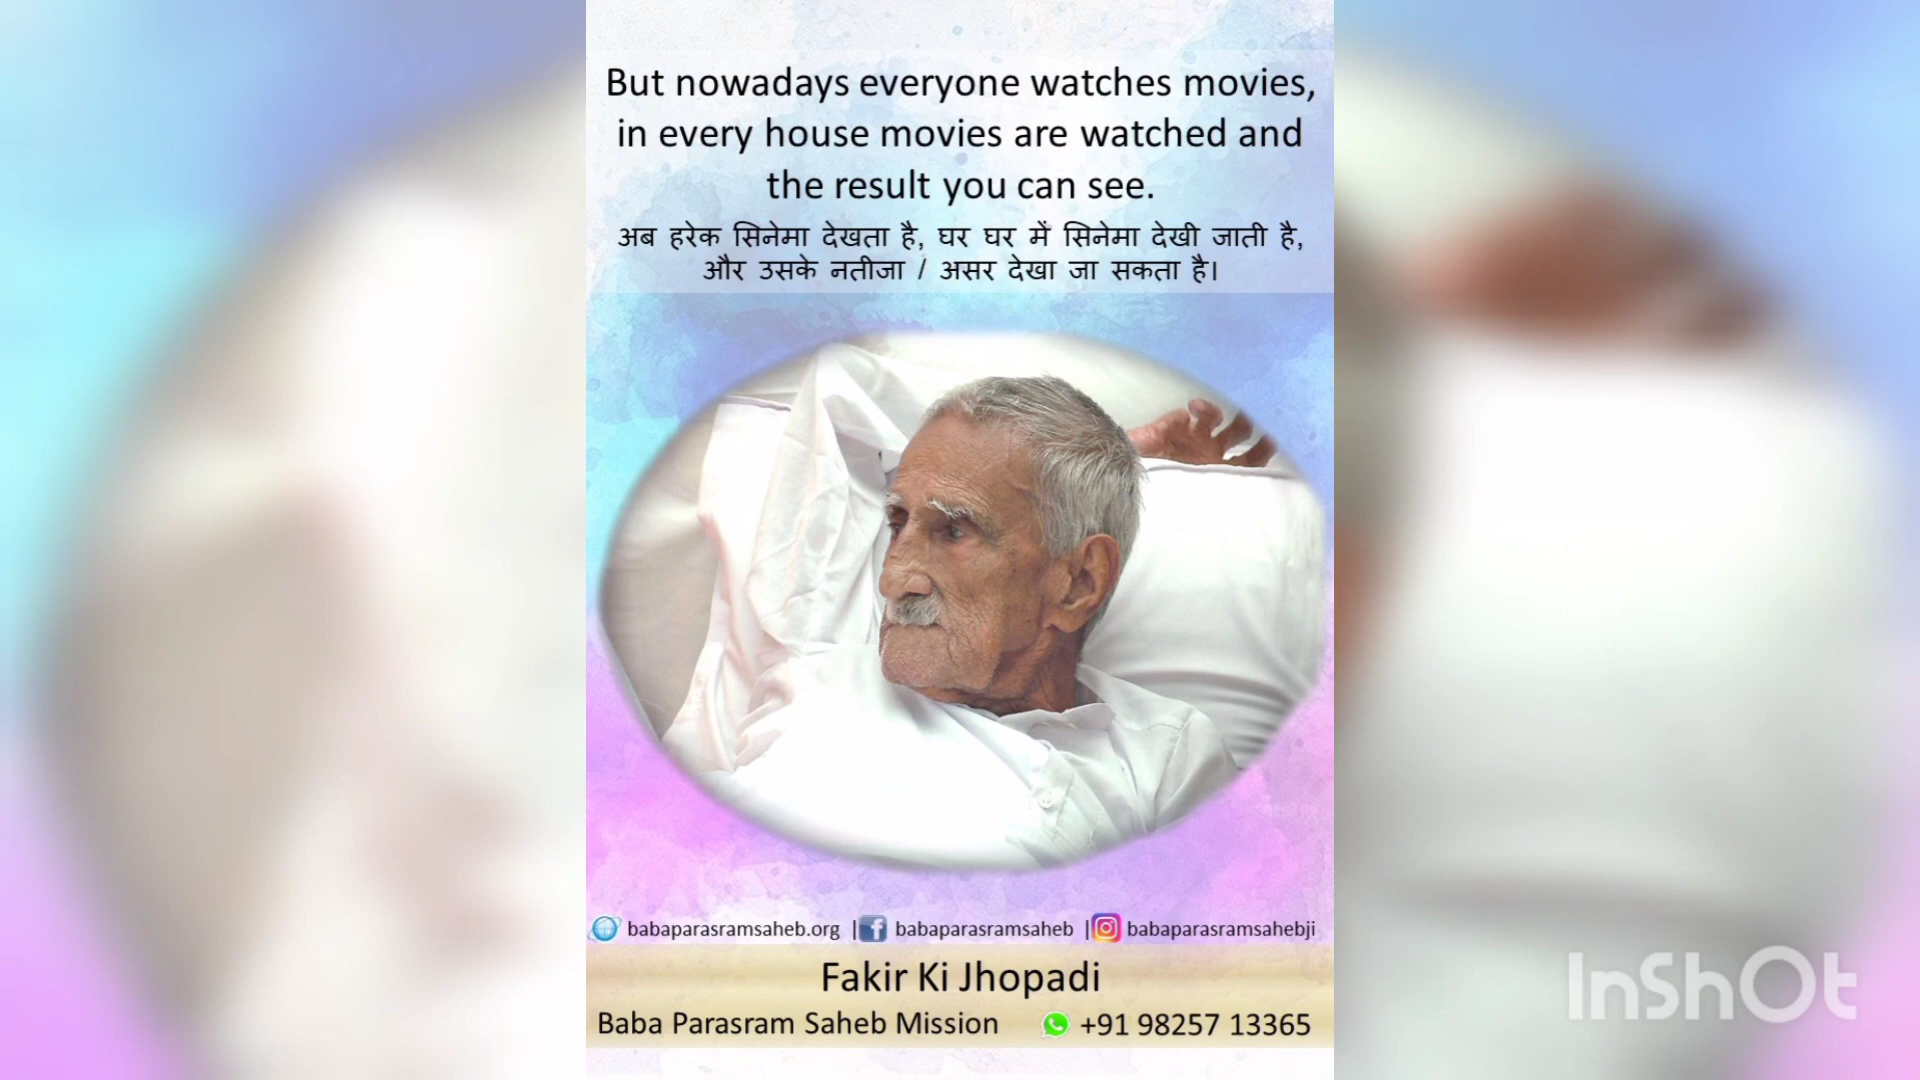 But nowadays everyone watches movies,
in every house movies are watched and
the result you can see.
अब हरेक सिनेमा देखता है, घर घर में सिनेमा देखी जाती है,
और उसके नतीजा / असर देखा जा सकता है।
babaparasramsaheb.org | babaparasramsaheb | babaparasramsahebji
Fakir Ki Jhopadi
Baba Parasram Saheb Mission +91 98257 13365
InShOt